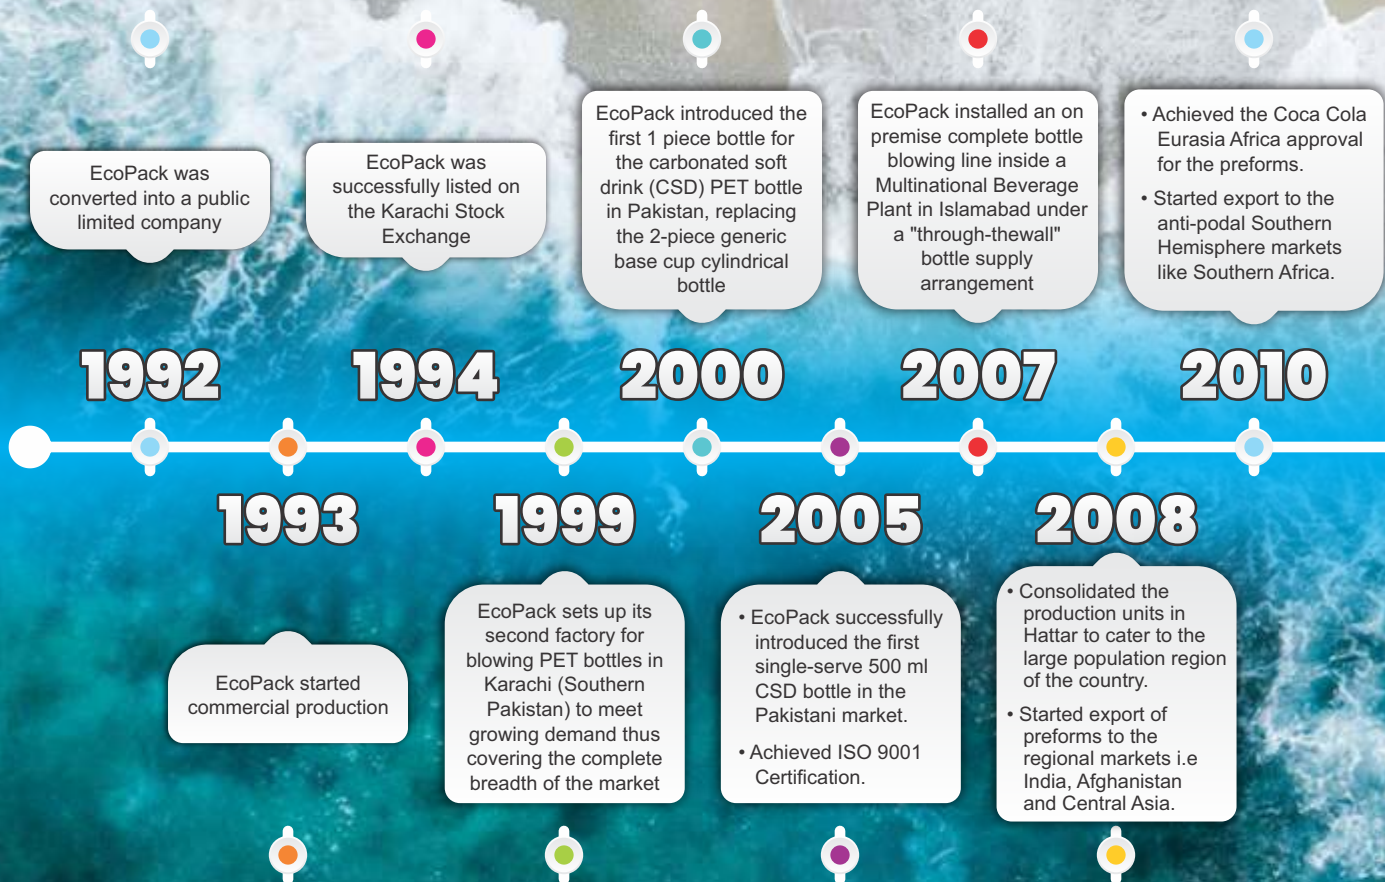 EcoPack was
converted into a public
limited company
1992
EcoPack started
commercial production
1993
EcoPack was
successfully listed on
the Karachi Stock
Exchange
1994
1999
EcoPack sets up its
second factory for
blowing PET bottles in
Karachi (Southern
Pakistan) to meet
growing demand thus
covering the complete
breadth of the market
EcoPack introduced the
first 1 piece bottle for
the carbonated soft
drink (CSD) PET bottle
in Pakistan, replacing
the 2-piece generic
base cup cylindrical
bottle
2000
2005
• EcoPack successfully
introduced the first
single-serve 500 ml
CSD bottle in the
Pakistani market.
• Achieved ISO 9001
Certification.
EcoPack installed an on
premise complete bottle
blowing line inside a
Multinational Beverage
Plant in Islamabad under
a "through-thewall"
bottle supply
arrangement
2007
2008
• Consolidated the
production units in
Hattar to cater to the
large population region
of the country.
• Started export of
preforms to the
regional markets i.e
India, Afghanistan
and Central Asia.
• Achieved the Coca Cola
Eurasia Africa approval
for the preforms.
• Started export to the
anti-podal Southern
Hemisphere markets
like Southern Africa.
2010